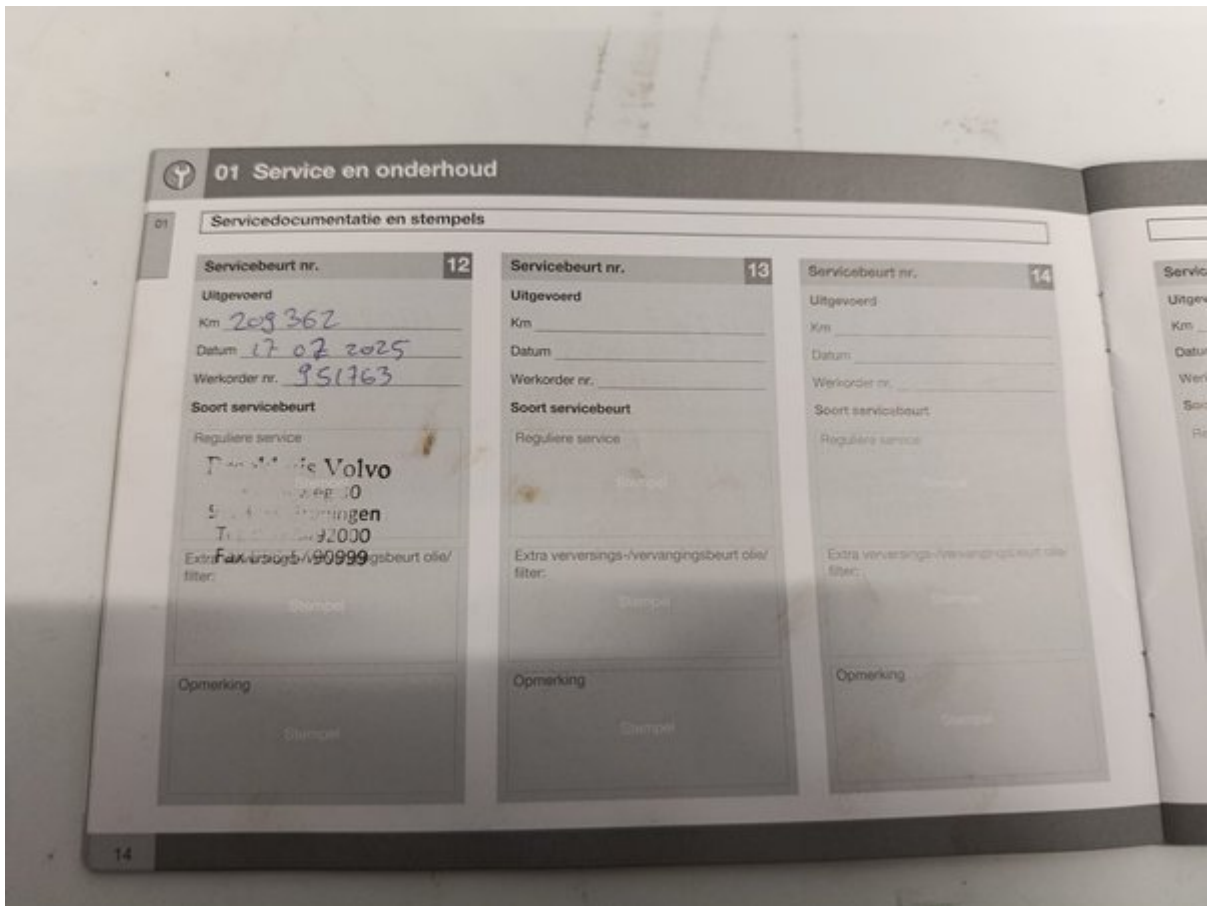 01 Service en onderhoud
01
Servicedocumentatie en stempels
Servicebeurt nr. 12
Uitgevoerd
Km 209 362
Datum 17 07 2025
Werkorder nr. 951763
Soort servicebeurt
Reguliere service
Volvo
Extra gsbeurt olie/
filter:
Stempel
Opmerking
Stempel
Servicebeurt nr. 13
Uitgevoerd
Km
Datum
Werkorder nr.
Soort servicebeurt
Reguliere service
Stempel
Extra verversings-/vervangingsbeurt olie/
filter:
Stempel
Opmerking
Stempel
Servicebeurt nr. 14
Uitgevoerd
Km
Datum
Werkorder nr.
Soort servicebeurt
Reguliere service
Stempel
Extra verversings-/vervangingsbeurt olie/
filter:
Stempel
Opmerking
Stempel
Km
14